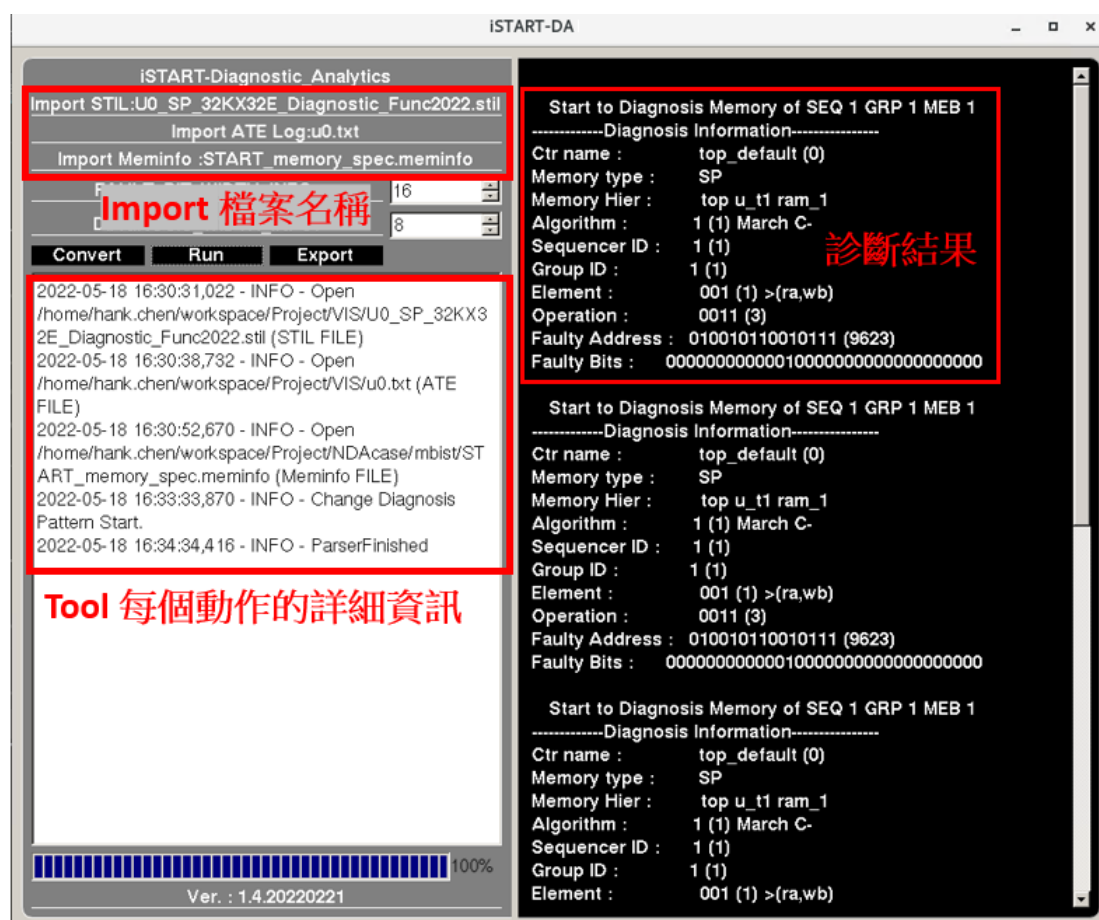 iSTART-DA
iSTART-Diagnostic_Analytics
Import STIL:U0_SP_32KX32E_Diagnostic_Func2022.stil
Import ATE Log:u0.txt
Import Meminfo :START_memory_spec.meminfo
16
Import 檔案名稱
8
Convert Run Export
2022-05-18 16:30:31,022 - INFO - Open
/home/hank.chen/workspace/Project/VIS/U0_SP_32KX3
2E_Diagnostic_Func2022.stil (STIL FILE)
2022-05-18 16:30:38,732 - INFO - Open
/home/hank.chen/workspace/Project/VIS/u0.txt (ATE
FILE)
2022-05-18 16:30:52,670 - INFO - Open
/home/hank.chen/workspace/Project/NDAcase/mbist/ST
ART_memory_spec.meminfo (Meminfo FILE)
2022-05-18 16:33:33,870 - INFO - Change Diagnosis
Pattern Start.
2022-05-18 16:34:34,416 - INFO - ParserFinished
Tool 每個動作的詳細資訊
100%
Ver. : 1.4.20220221
Start to Diagnosis Memory of SEQ 1 GRP 1 MEB 1
-------------Diagnosis Information----------------
Ctr name : top_default (0)
Memory type : SP
Memory Hier : top u_t1 ram_1
Algorithm : 1 (1) March C-
Sequencer ID : 1 (1)
診斷結果
Group ID : 1 (1)
Element : 001 (1) >(ra,wb)
Operation : 0011 (3)
Faulty Address : 010010110010111 (9623)
Faulty Bits : 00000000000010000000000000000000
Start to Diagnosis Memory of SEQ 1 GRP 1 MEB 1
-------------Diagnosis Information----------------
Ctr name : top_default (0)
Memory type : SP
Memory Hier : top u_t1 ram_1
Algorithm : 1 (1) March C-
Sequencer ID : 1 (1)
Group ID : 1 (1)
Element : 001 (1) >(ra,wb)
Operation : 0011 (3)
Faulty Address : 010010110010111 (9623)
Faulty Bits : 00000000000010000000000000000000
Start to Diagnosis Memory of SEQ 1 GRP 1 MEB 1
-------------Diagnosis Information----------------
Ctr name : top_default (0)
Memory type : SP
Memory Hier : top u_t1 ram_1
Algorithm : 1 (1) March C-
Sequencer ID : 1 (1)
Group ID : 1 (1)
Element : 001 (1) >(ra,wb)